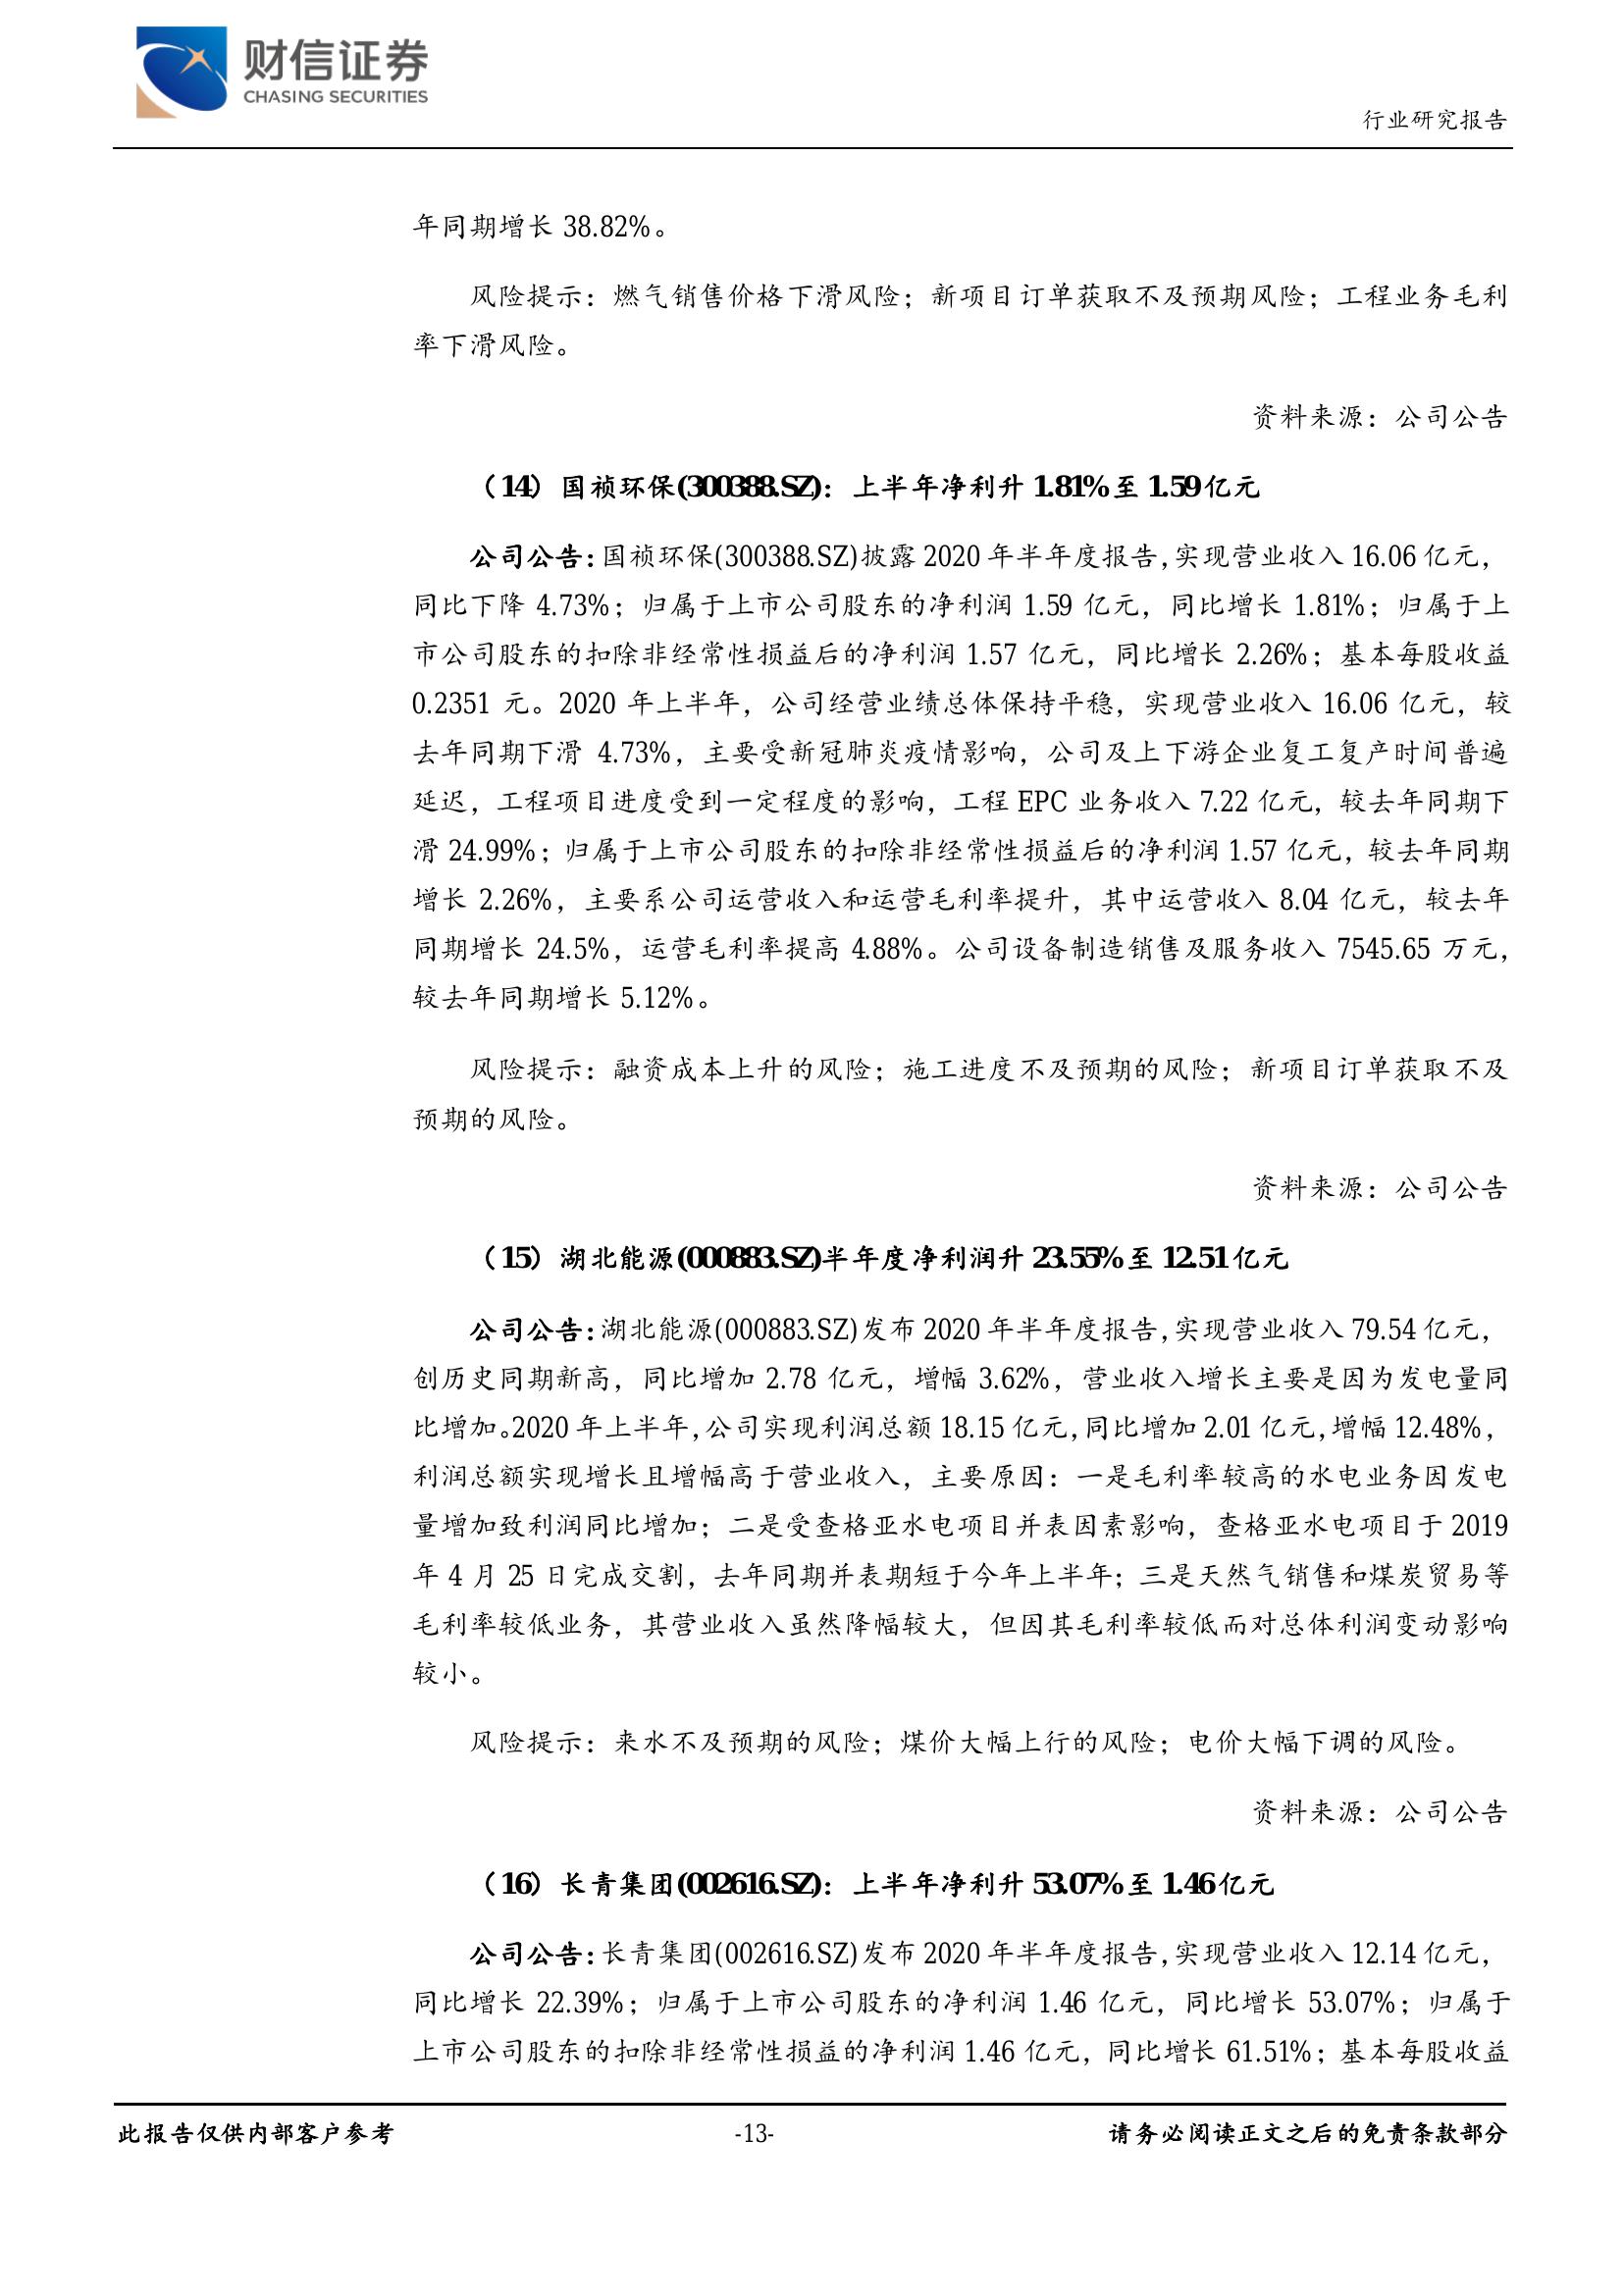 财信证券
CHASING SECURITIES
行业研究报告
年同期增长 38.82%。
风险提示：燃气销售价格下滑风险；新项目订单获取不及预期风险；工程业务毛利
率下滑风险。
资料来源：公司公告
（14）国祯环保(300388.SZ)：上半年净利升 1.81%至 1.59 亿元
公司公告：国祯环保(300388.SZ)披露 2020 年半年度报告，实现营业收入 16.06 亿元，
同比下降 4.73%；归属于上市公司股东的净利润 1.59 亿元，同比增长 1.81%；归属于上
市公司股东的扣除非经常性损益后的净利润 1.57 亿元，同比增长 2.26%；基本每股收益
0.2351 元。2020 年上半年，公司经营业绩总体保持平稳，实现营业收入 16.06 亿元，较
去年同期下滑 4.73%，主要受新冠肺炎疫情影响，公司及上下游企业复工复产时间普遍
延迟，工程项目进度受到一定程度的影响，工程 EPC 业务收入 7.22 亿元，较去年同期下
滑 24.99%；归属于上市公司股东的扣除非经常性损益后的净利润 1.57 亿元，较去年同期
增长 2.26%，主要系公司运营收入和运营毛利率提升，其中运营收入 8.04 亿元，较去年
同期增长 24.5%，运营毛利率提高 4.88%。公司设备制造销售及服务收入 7545.65 万元，
较去年同期增长 5.12%。
风险提示：融资成本上升的风险；施工进度不及预期的风险；新项目订单获取不及
预期的风险。
资料来源：公司公告
（15）湖北能源(000883.SZ)半年度净利润升 23.55%至 12.51 亿元
公司公告：湖北能源(000883.SZ)发布 2020 年半年度报告，实现营业收入 79.54 亿元，
创历史同期新高，同比增加 2.78 亿元，增幅 3.62%，营业收入增长主要是因为发电量同
比增加。2020 年上半年，公司实现利润总额 18.15 亿元，同比增加 2.01 亿元，增幅 12.48%，
利润总额实现增长且增幅高于营业收入，主要原因：一是毛利率较高的水电业务因发电
量增加致利润同比增加；二是受查格亚水电项目并表因素影响，查格亚水电项目于 2019
年 4 月 25 日完成交割，去年同期并表期短于今年上半年；三是天然气销售和煤炭贸易等
毛利率较低业务，其营业收入虽然降幅较大，但因其毛利率较低而对总体利润变动影响
较小。
风险提示：来水不及预期的风险；煤价大幅上行的风险；电价大幅下调的风险。
资料来源：公司公告
（16）长青集团(002616.SZ)：上半年净利升 53.07%至 1.46 亿元
公司公告：长青集团(002616.SZ)发布 2020 年半年度报告，实现营业收入 12.14 亿元，
同比增长 22.39%；归属于上市公司股东的净利润 1.46 亿元，同比增长 53.07%；归属于
上市公司股东的扣除非经常性损益的净利润 1.46 亿元，同比增长 61.51%；基本每股收益
此报告仅供内部客户参考
-13-
请务必阅读正文之后的免责条款部分